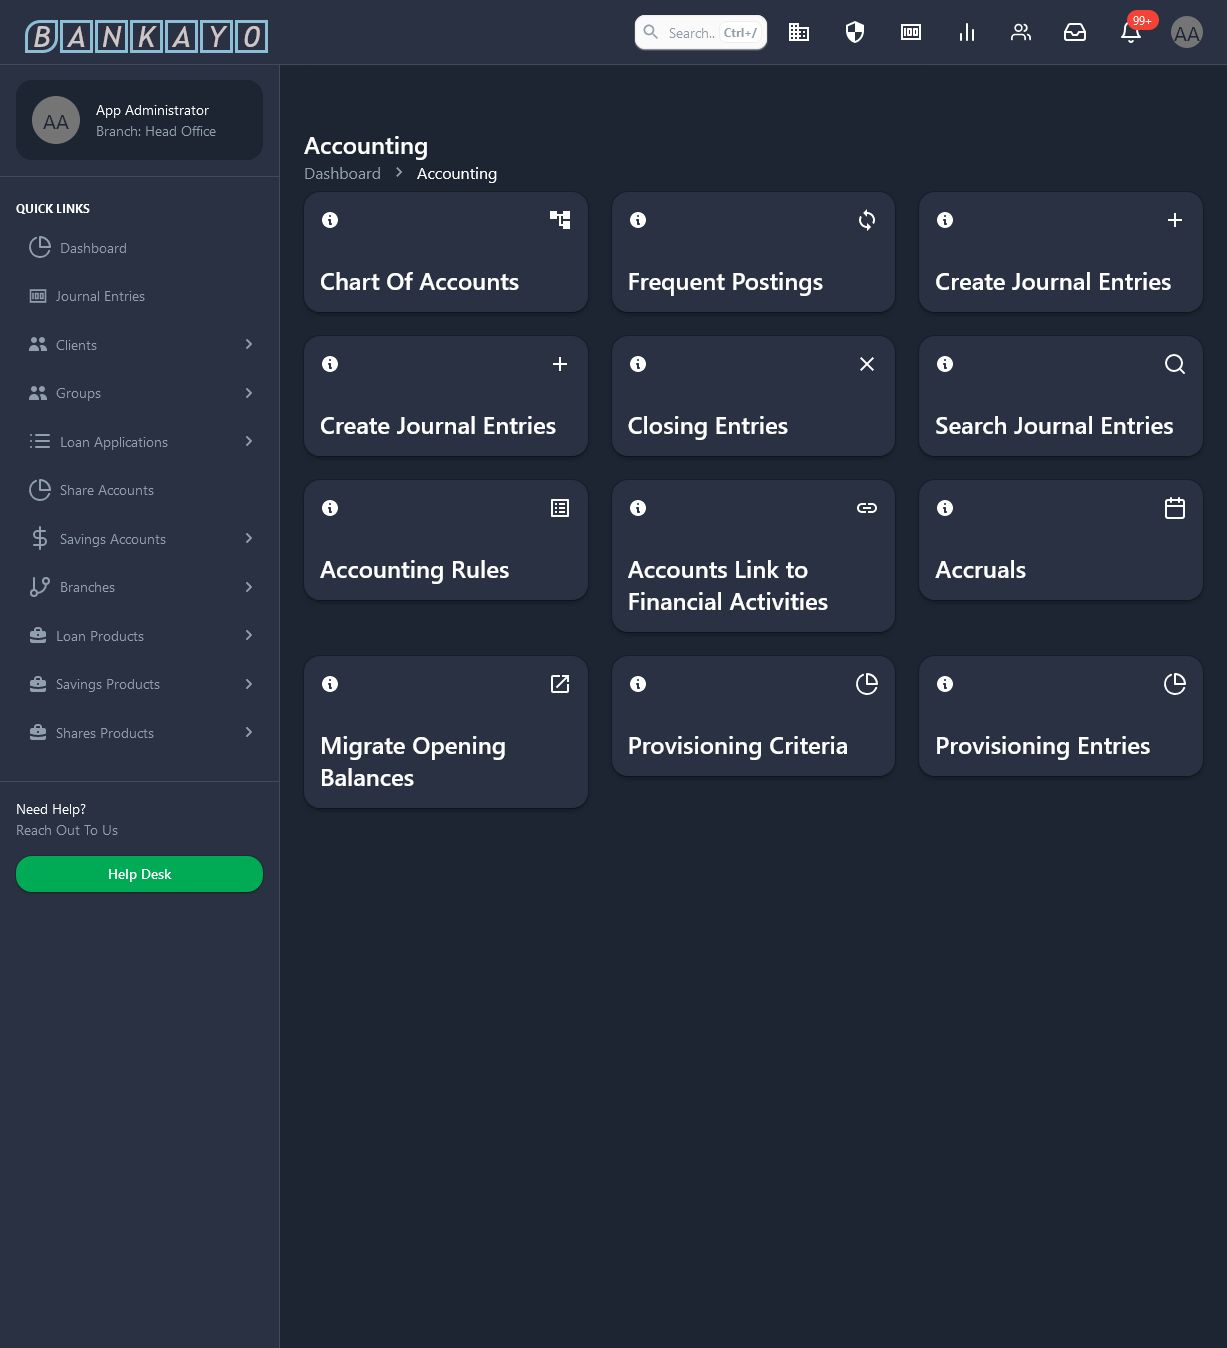 BANKAYO
Search.. Ctrl+/
99+
AA
AA
App Administrator
Branch: Head Office
QUICK LINKS
Dashboard
Journal Entries
Clients
Groups
Loan Applications
Share Accounts
Savings Accounts
Branches
Loan Products
Savings Products
Shares Products
Need Help?
Reach Out To Us
Help Desk
Accounting
Dashboard > Accounting
Chart Of Accounts
Frequent Postings
Create Journal Entries
Create Journal Entries
Closing Entries
Search Journal Entries
Accounting Rules
Accounts Link to
Financial Activities
Accruals
Migrate Opening
Balances
Provisioning Criteria
Provisioning Entries